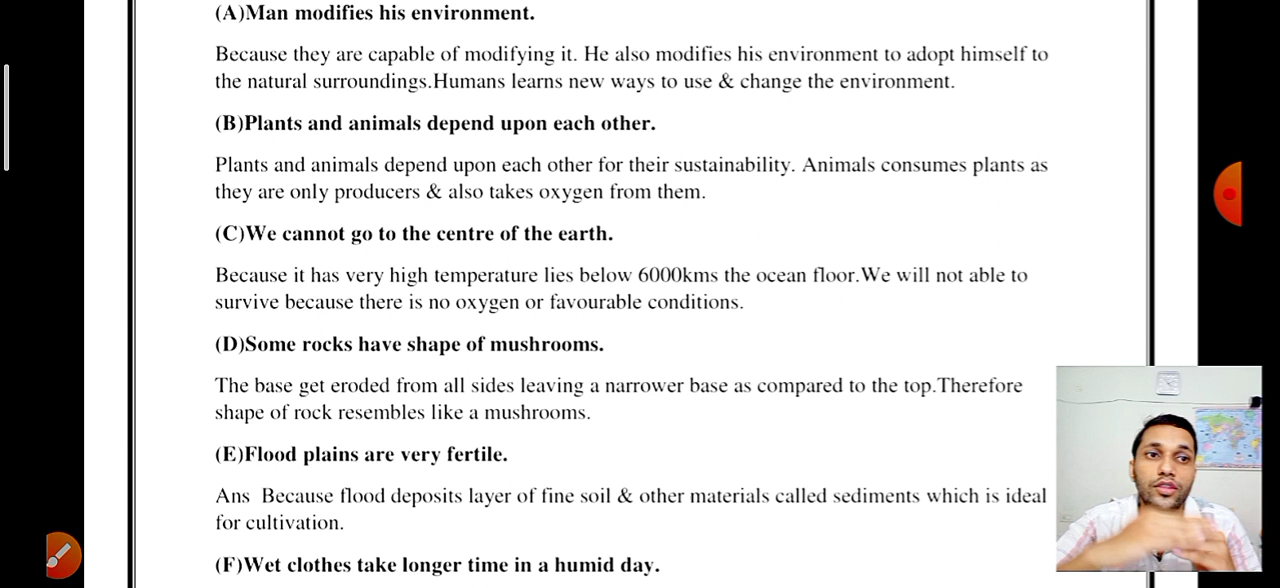 (A)Man modifies his environment.
Because they are capable of modifying it. He also modifies his environment to adopt himself to
the natural surroundings.Humans learns new ways to use & change the environment.
(B)Plants and animals depend upon each other.
Plants and animals depend upon each other for their sustainability. Animals consumes plants as
they are only producers & also takes oxygen from them.
(C)We cannot go to the centre of the earth.
Because it has very high temperature lies below 6000kms the ocean floor.We will not able to
survive because there is no oxygen or favourable conditions.
(D)Some rocks have shape of mushrooms.
The base get eroded from all sides leaving a narrower base as compared to the top.Therefore
shape of rock resembles like a mushrooms.
(E)Flood plains are very fertile.
Ans  Because flood deposits layer of fine soil & other materials called sediments which is ideal
for cultivation.
(F)Wet clothes take longer time in a humid day.